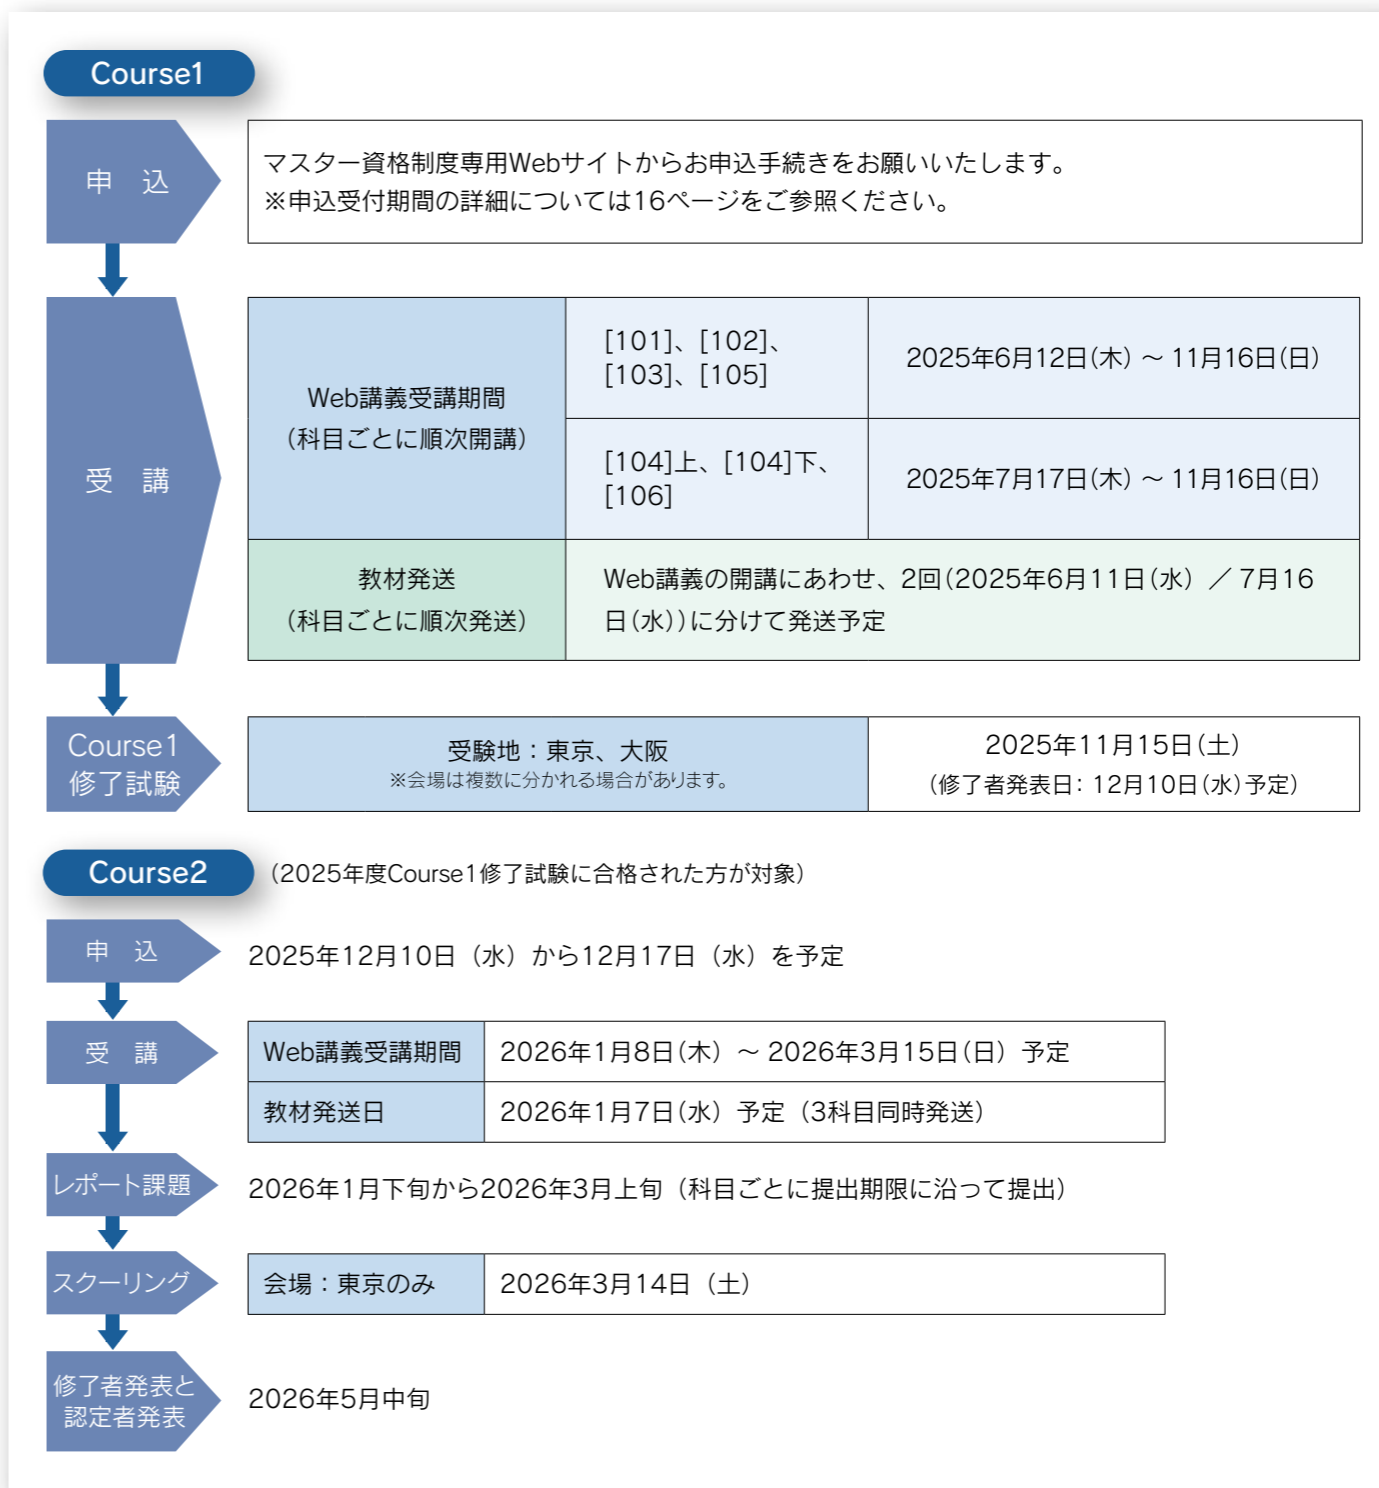 Course1
申 込
マスター資格制度専用Webサイトからお申込手続きをお願いいたします。
※申込受付期間の詳細については16ページをご参照ください。
受 講
Web講義受講期間
（科目ごとに順次開講）
[101]、[102]、
[103]、[105]
2025年6月12日（木）～ 11月16日（日）
[104]上、[104]下、
[106]
2025年7月17日（木）～ 11月16日（日）
教材発送
（科目ごとに順次発送）
Web講義の開講にあわせ、2回（2025年6月11日（水）／ 7月16
日（水））に分けて発送予定
Course1
修了試験
受験地：東京、大阪
※会場は複数に分かれる場合があります。
2025年11月15日（土）
（修了者発表日：12月10日（水）予定）
Course2
（2025年度Course1修了試験に合格された方が対象）
申 込
2025年12月10日（水）から12月17日（水）を予定
受 講
Web講義受講期間
2026年1月8日（木）～ 2026年3月15日（日）予定
教材発送日
2026年1月7日（水）予定（3科目同時発送）
レポート課題
2026年1月下旬から2026年3月上旬（科目ごとに提出期限に沿って提出）
スクーリング
会場：東京のみ
2026年3月14日（土）
修了者発表と
認定者発表
2026年5月中旬